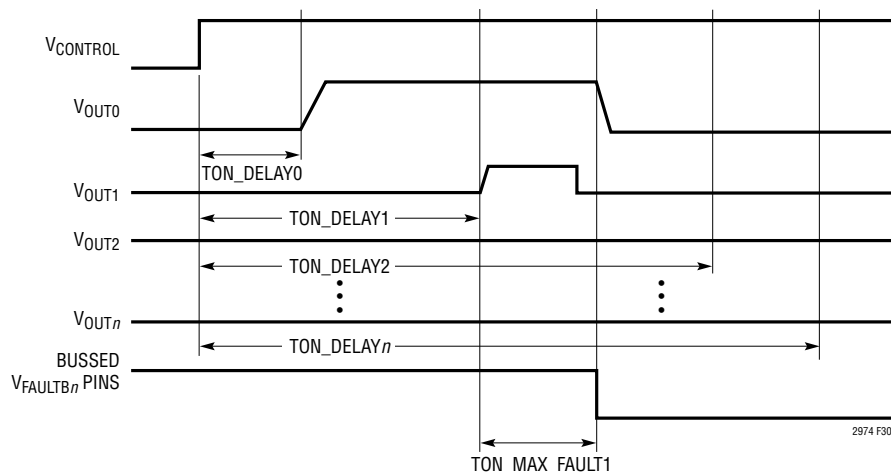 VCONTROL
VOUT0
TON_DELAY0
VOUT1
TON_DELAY1
VOUT2
TON_DELAY2
VOUTn
TON_DELAYn
BUSSED
VFAULTBn PINS
2974 F30
TON_MAX_FAULT1